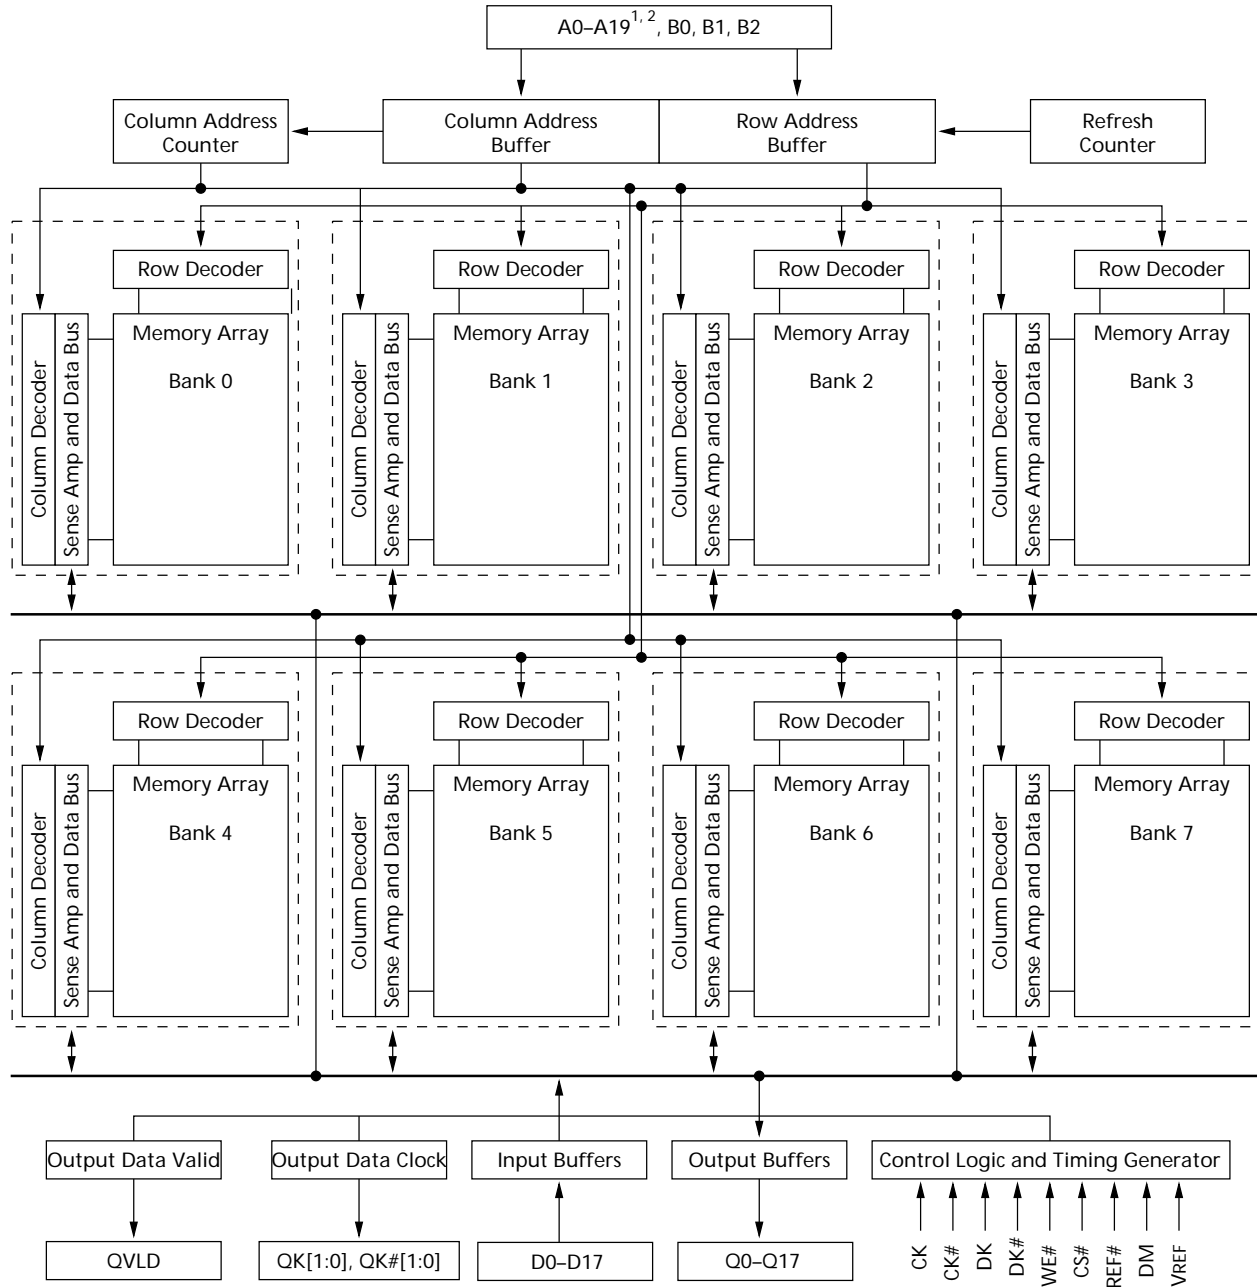 A0–A19 1, 2, B0, B1, B2
Column Address
Counter
Column Address
Buffer
Row Address
Buffer
Refresh
Counter
Row Decoder
Row Decoder
Row Decoder
Row Decoder
Column Decoder
Sense Amp and Data Bus
Memory Array
Bank 0
Column Decoder
Sense Amp and Data Bus
Memory Array
Bank 1
Column Decoder
Sense Amp and Data Bus
Memory Array
Bank 2
Column Decoder
Sense Amp and Data Bus
Memory Array
Bank 3
Row Decoder
Row Decoder
Row Decoder
Row Decoder
Column Decoder
Sense Amp and Data Bus
Memory Array
Bank 4
Column Decoder
Sense Amp and Data Bus
Memory Array
Bank 5
Column Decoder
Sense Amp and Data Bus
Memory Array
Bank 6
Column Decoder
Sense Amp and Data Bus
Memory Array
Bank 7
Output Data Valid
Output Data Clock
Input Buffers
Output Buffers
Control Logic and Timing Generator
QVLD
QK[1:0], QK#[1:0]
D0–D17
Q0–Q17
CK
CK#
DK
DK#
WE#
CS#
REF#
DM
VREF